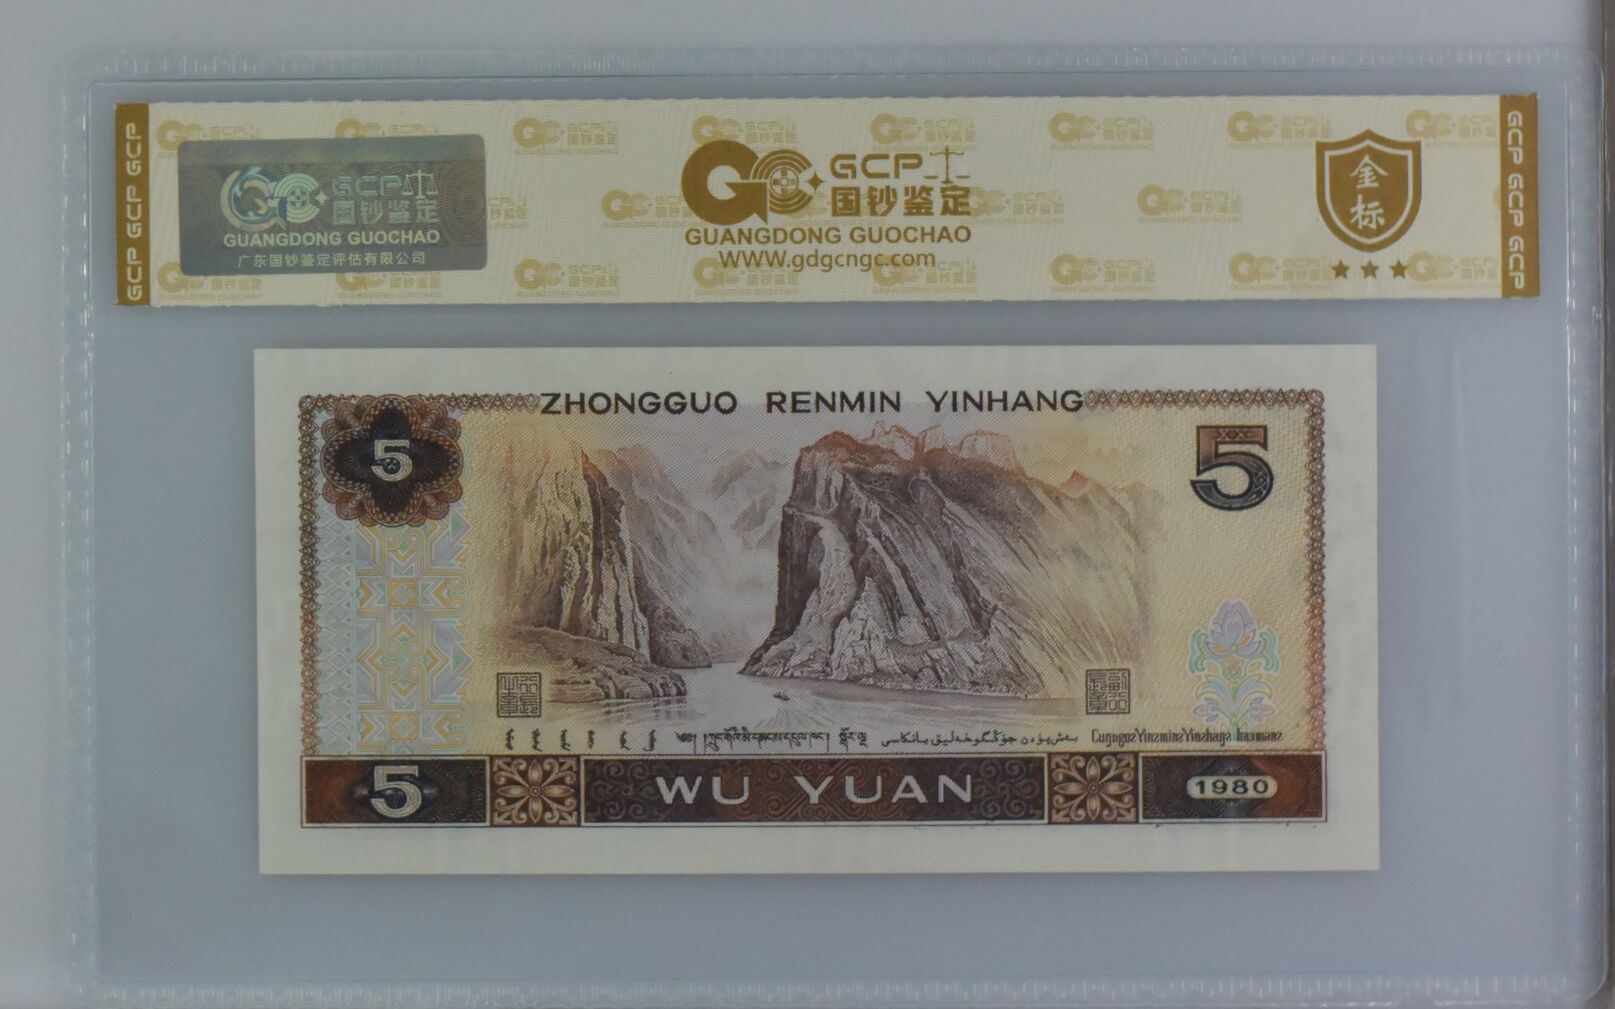 GCP GCP GCP
GCP
国钞鉴定
GUANGDONG GUOCHAO
广东国钞鉴定评估有限公司
GCP
国钞鉴定
GUANGDONG GUOCHAO
WWW.gdgcngc.com
金标
GCP GCP GCP
ZHONGGUO RENMIN YINHANG
5
5
5
WU YUAN
1980